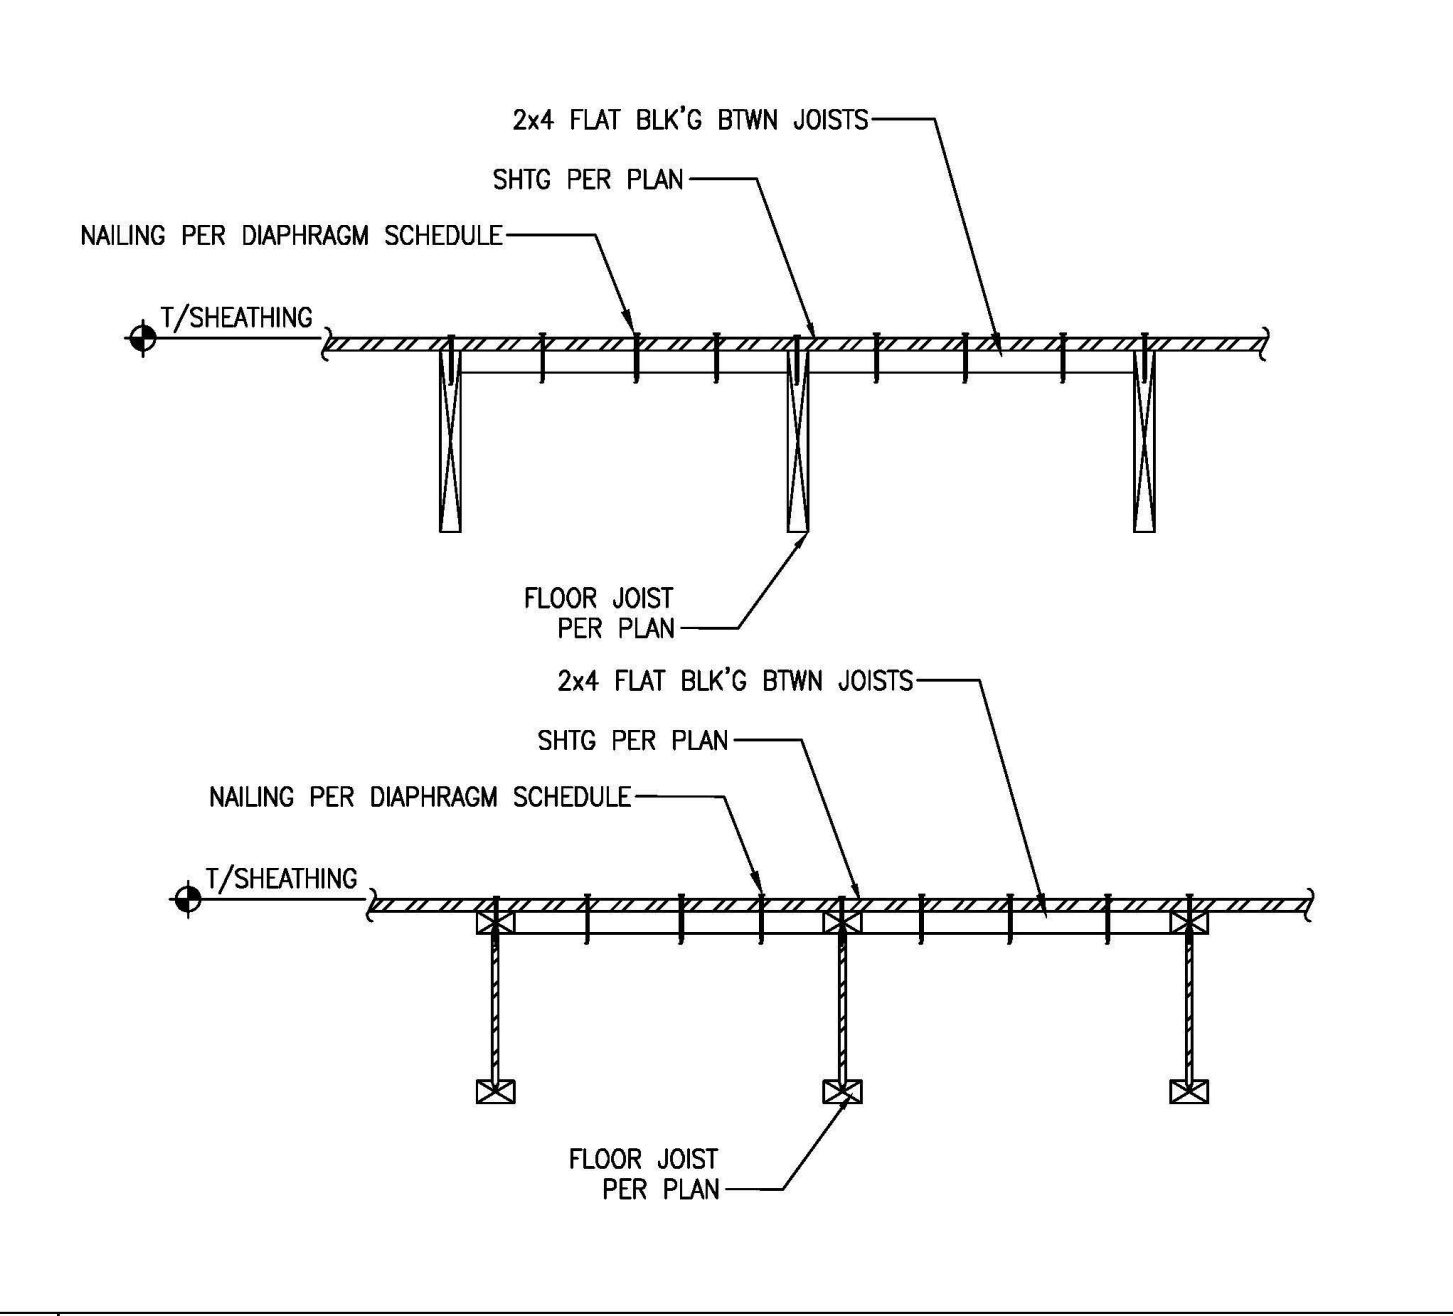 2x4 FLAT BLK'G BTWN JOISTS
SHTG PER PLAN
NAILING PER DIAPHRAGM SCHEDULE
T/SHEATHING
FLOOR JOIST
PER PLAN
2x4 FLAT BLK'G BTWN JOISTS
SHTG PER PLAN
NAILING PER DIAPHRAGM SCHEDULE
T/SHEATHING
FLOOR JOIST
PER PLAN